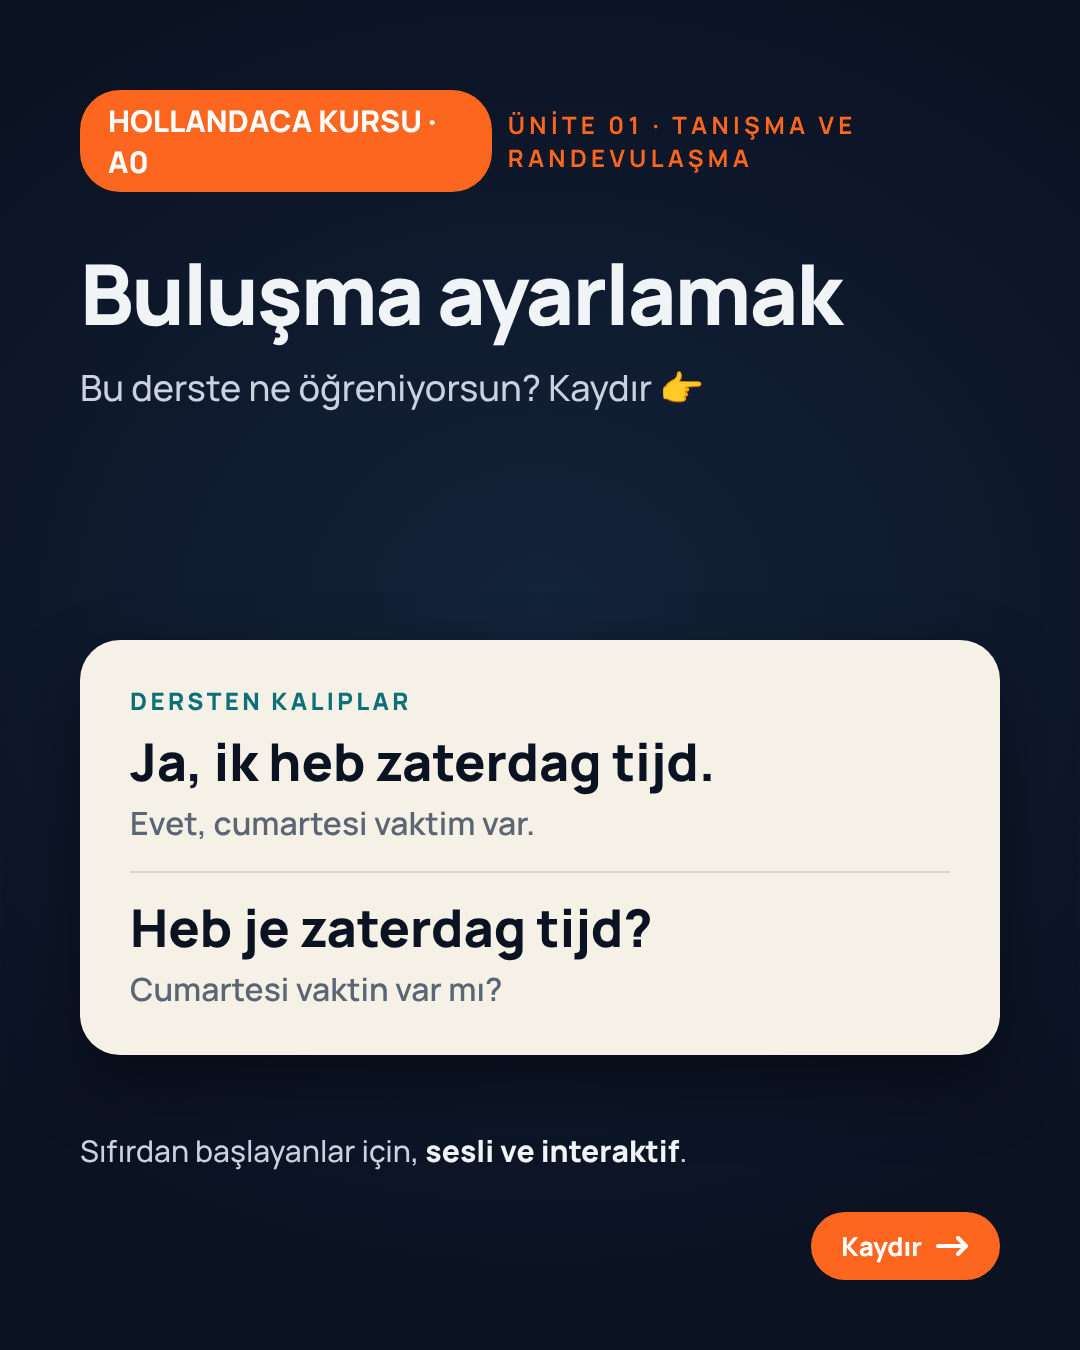 HOLLANDACA KURSU ·
A0
ÜNİTE 01 · TANIŞMA VE
RANDEVULAŞMA
Buluşma ayarlamak
Bu derste ne öğreniyorsun? Kaydır 👉
DERSTEN KALIPLAR
Ja, ik heb zaterdag tijd.
Evet, cumartesi vaktim var.
Heb je zaterdag tijd?
Cumartesi vaktin var mı?
Sıfırdan başlayanlar için, sesli ve interaktif.
Kaydır →